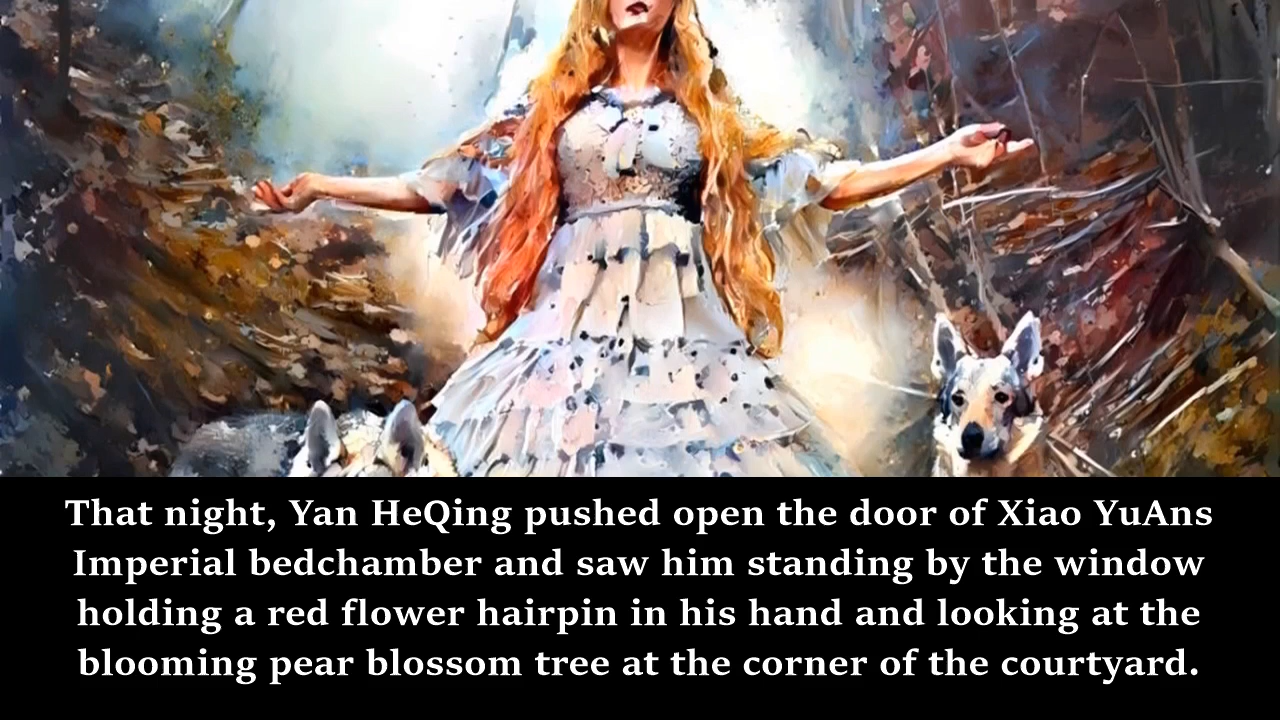 That night, Yan HeQing pushed open the door of Xiao YuAns
Imperial bedchamber and saw him standing by the window
holding a red flower hairpin in his hand and looking at the
blooming pear blossom tree at the corner of the courtyard.